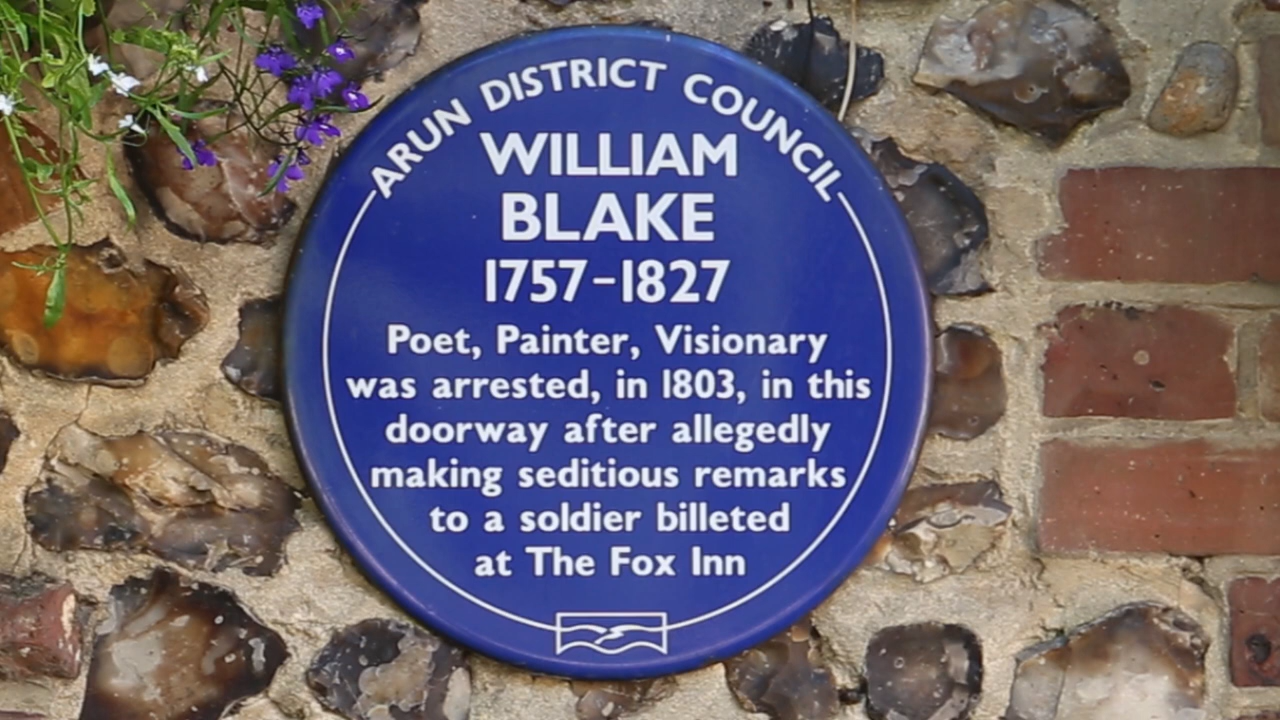 ARUN DISTRICT COUNCIL
WILLIAM
BLAKE
1757–1827
Poet, Painter, Visionary
was arrested, in 1803, in this
doorway after allegedly
making seditious remarks
to a soldier billeted
at The Fox Inn